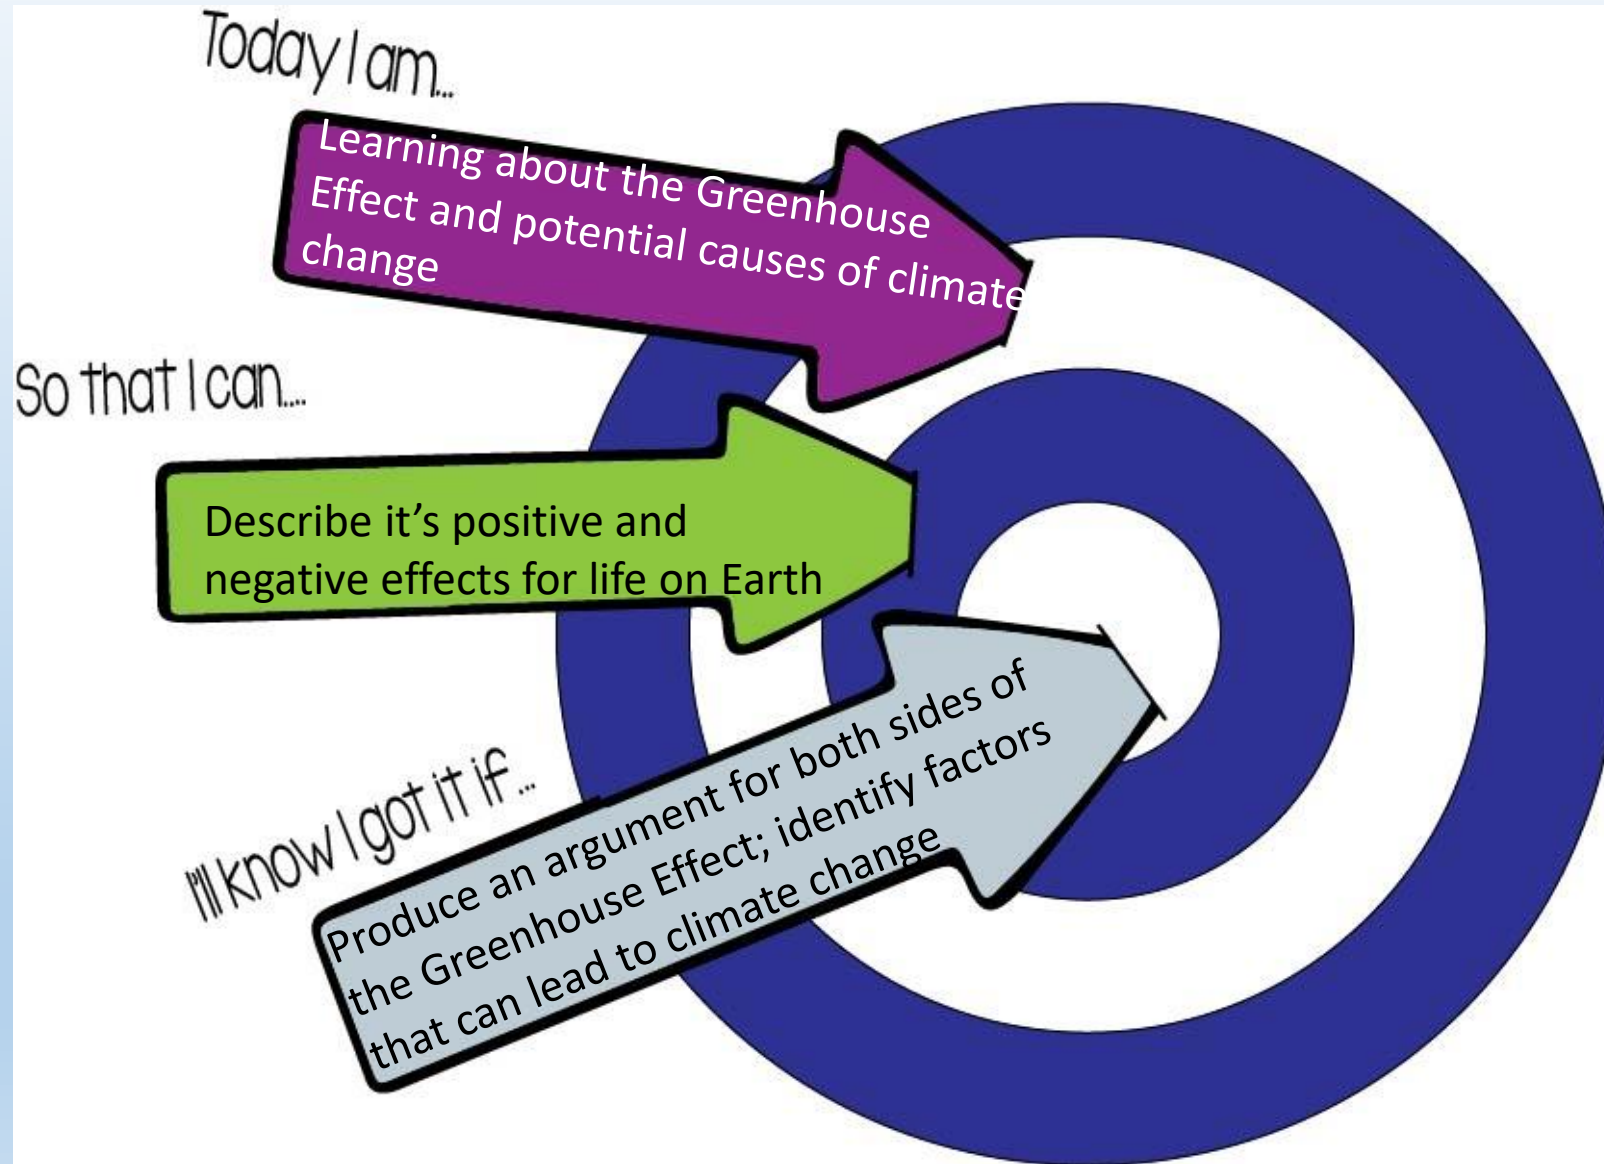 Today I am...
Learning about the Greenhouse
Effect and potential causes of climate
change
So that I can....
Describe it’s positive and
negative effects for life on Earth
I'll know I got it if...
Produce an argument for both sides of
the Greenhouse Effect; identify factors
that can lead to climate change